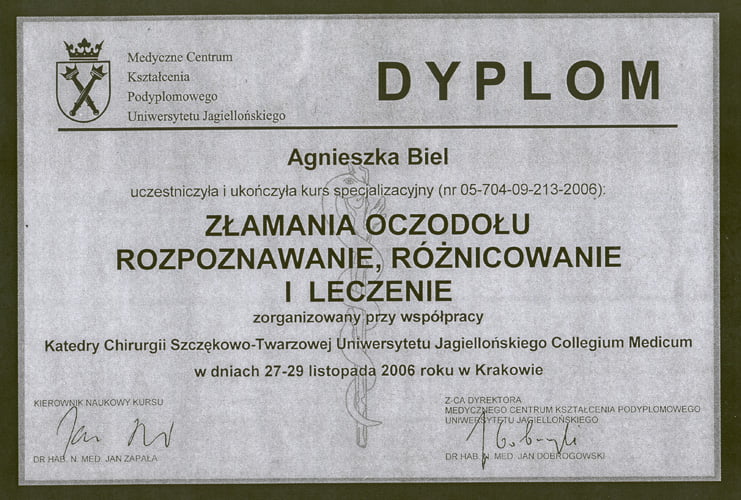 Medyczne Centrum
Kształcenia
Podyplomowego
Uniwersytetu Jagiellońskiego
DYPLOM
Agnieszka Biel
uczestniczyła i ukończyła kurs specjalizacyjny (nr 05-704-09-213-2006):
ZŁAMANIA OCZODOŁU
ROZPOZNAWANIE, RÓŻNICOWANIE
I LECZENIE
zorganizowany przy współpracy
Katedry Chirurgii Szczękowo-Twarzowej Uniwersytetu Jagiellońskiego Collegium Medicum
w dniach 27-29 listopada 2006 roku w Krakowie
KIEROWNIK NAUKOWY KURSU
DR HAB. N. MED. JAN ZAPAŁA
Z-CA DYREKTORA
MEDYCZNEGO CENTRUM KSZTAŁCENIA PODYPLOMOWEGO
UNIWERSYTETU JAGIELLOŃSKIEGO
DR HAB. N. MED. JAN DOBROGOWSKI